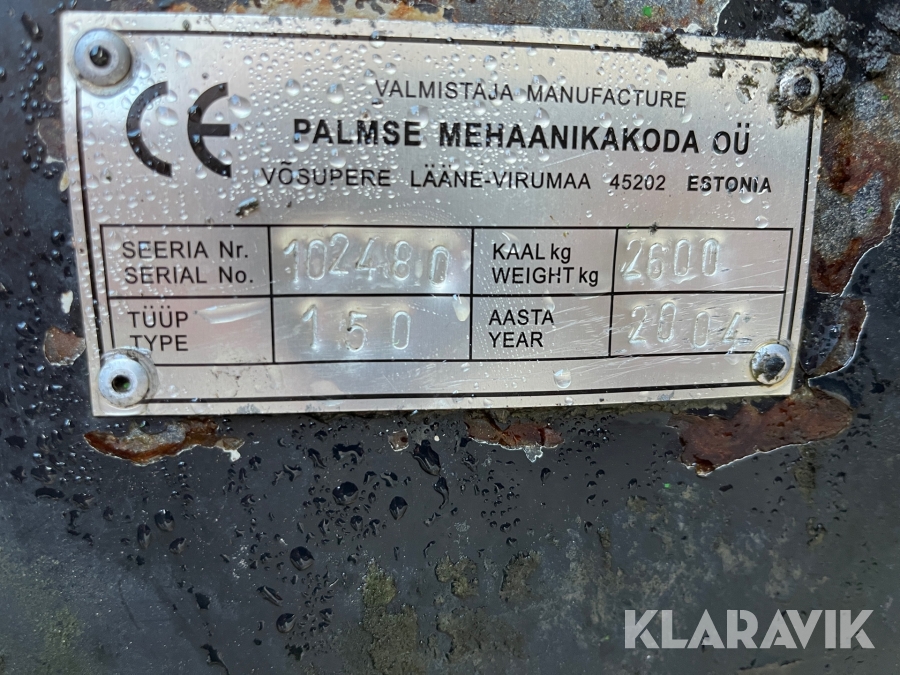 CE
VALMISTAJA MANUFACTURE
PALMSE MEHAANIKAKODA OÜ
VÕSUPERE LÄÄNE-VIRUMAA 45202 ESTONIA
SEERIA Nr. SERIAL No. 102480 KAAL kg WEIGHT kg 2600
TÜÜP TYPE 150 AASTA YEAR 2004
KLARAVIK